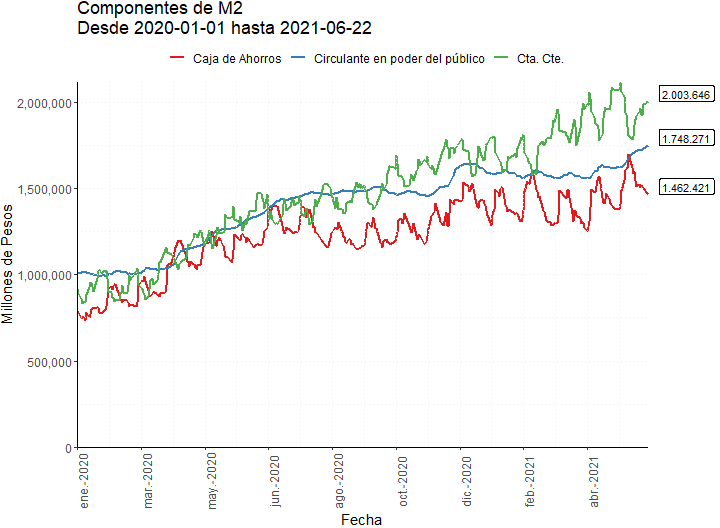 Componentes de M2
Desde 2020-01-01 hasta 2021-06-22
Caja de Ahorros Circulante en poder del público Cta. Cte.
Millones de Pesos
2,000,000
1,500,000
1,000,000
500,000
0
2.003.646
1.748.271
1.462.421
ene.-2020
mar.-2020
may.-2020
jun.-2020
ago.-2020
oct.-2020
dic.-2020
feb.-2021
abr.-2021
Fecha